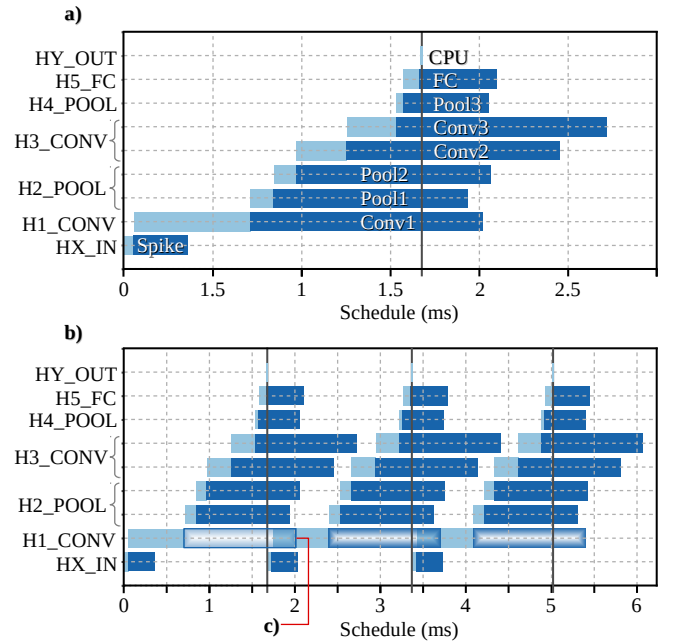 a)
HY_OUT
CPU
H5_FC
FC
H4_POOL
Pool3
H3_CONV
Conv3
Conv2
H2_POOL
Pool2
Pool1
H1_CONV
Conv1
HX_IN
Spike
0 1.5 1 1.5 2 2.5
Schedule (ms)
b)
HY_OUT
H5_FC
H4_POOL
H3_CONV
H2_POOL
H1_CONV
HX_IN
0 1 2 3 4 5 6
c)
Schedule (ms)